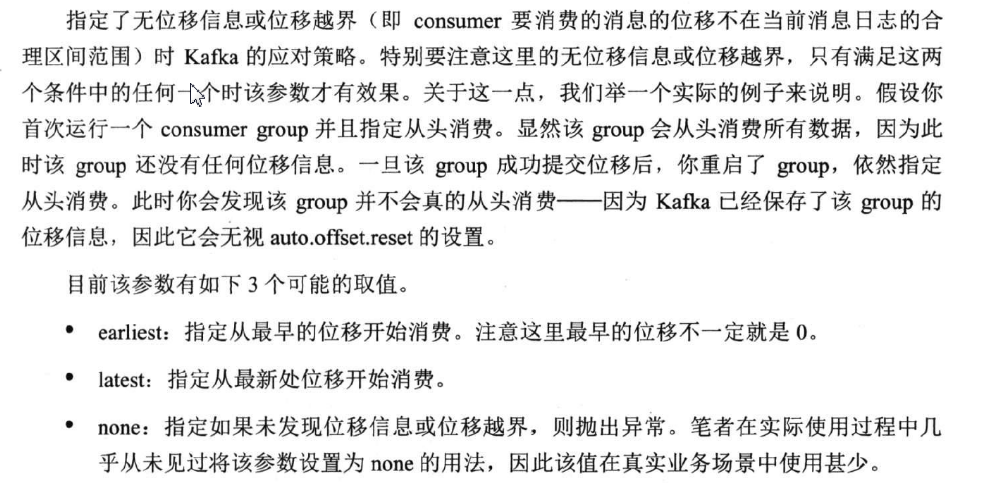 指定了无位移信息或位移越界（即 consumer 要消费的消息的位移不在当前消息日志的合
理区间范围）时 Kafka 的应对策略。特别要注意这里的无位移信息或位移越界，只有满足这两
个条件中的任何一个时该参数才有效果。关于这一点，我们举一个实际的例子来说明。假设你
首次运行一个 consumer group 并且指定从头消费。显然该 group 会从头消费所有数据，因为此
时该 group 还没有任何位移信息。一旦该 group 成功提交位移后，你重启了 group，依然指定
从头消费。此时你会发现该 group 并不会真的从头消费——因为 Kafka 已经保存了该 group 的
位移信息，因此它会无视 auto.offset.reset 的设置。
目前该参数有如下 3 个可能的取值。
• earliest：指定从最早的位移开始消费。注意这里最早的位移不一定就是 0。
• latest：指定从最新处位移开始消费。
• none：指定如果未发现位移信息或位移越界，则抛出异常。笔者在实际使用过程中几
乎从未见过将该参数设置为 none 的用法，因此该值在真实业务场景中使用甚少。